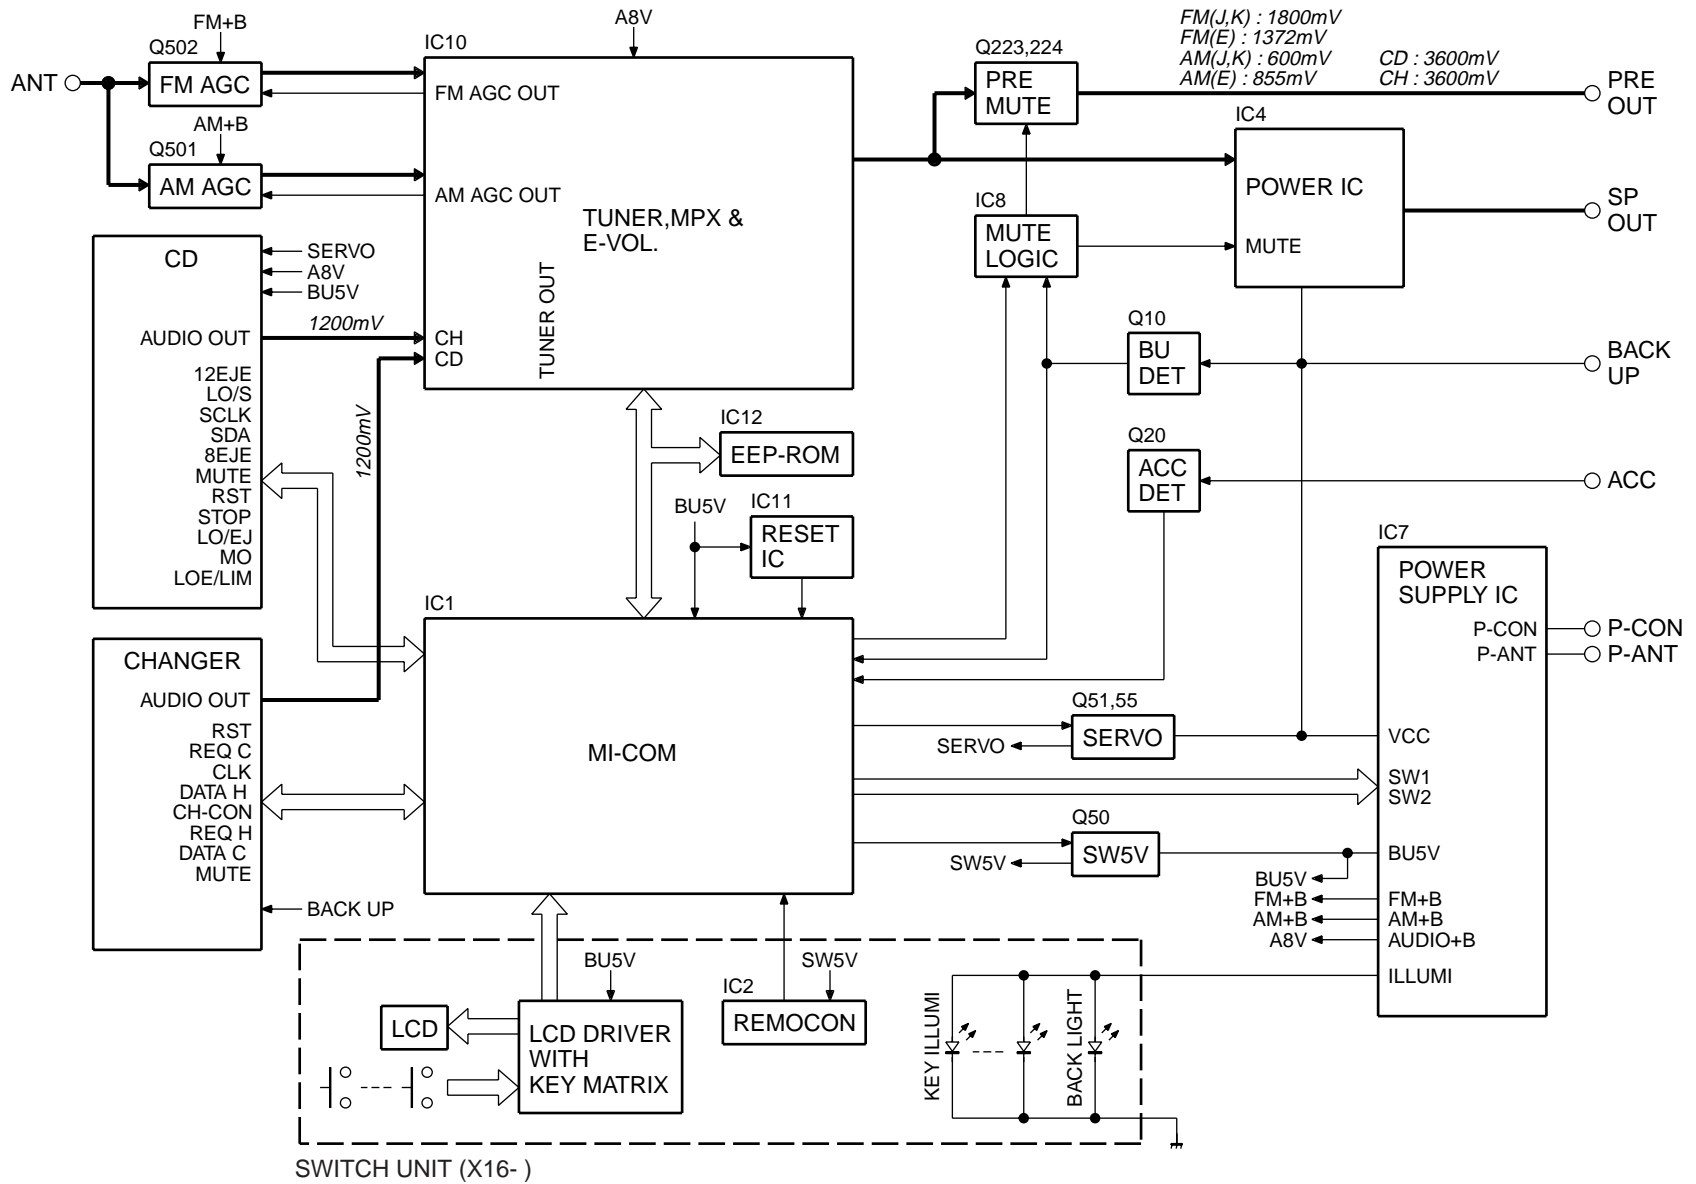 FM+B
Q502
FM AGC
ANT
AM+B
Q501
AM AGC
IC10
A8V
FM AGC OUT
AM AGC OUT
TUNER,MPX &
E-VOL.
TUNER OUT
CH
CD
Q223,224
PRE
MUTE
FM(J,K) : 1800mV
FM(E) : 1372mV
AM(J,K) : 600mV
AM(E) : 855mV
CD : 3600mV
CH : 3600mV
PRE
OUT
IC4
POWER IC
MUTE
SP
OUT
IC8
MUTE
LOGIC
CD
SERVO
A8V
BU5V
1200mV
AUDIO OUT
12EJE
LO/S
SCLK
SDA
8EJE
MUTE
RST
STOP
LO/EJ
MO
LOE/LIM
1200mV
Q10
BU
DET
BACK
UP
Q20
ACC
DET
ACC
IC12
EEP-ROM
BU5V
IC11
RESET
IC
IC1
MI-COM
CHANGER
AUDIO OUT
RST
REQ C
CLK
DATA H
CH-CON
REQ H
DATA C
MUTE
BACK UP
Q51,55
SERVO
SERVO
Q50
SW5V
SW5V
IC7
POWER
SUPPLY IC
P-CON
P-ANT
P-CON
P-ANT
VCC
SW1
SW2
BU5V
BU5V
FM+B
FM+B
AM+B
AM+B
A8V
AUDIO+B
ILLUMI
BU5V
LCD
LCD DRIVER
WITH
KEY MATRIX
SW5V
IC2
REMOCON
KEY ILLUMI
BACK LIGHT
SWITCH UNIT (X16- )